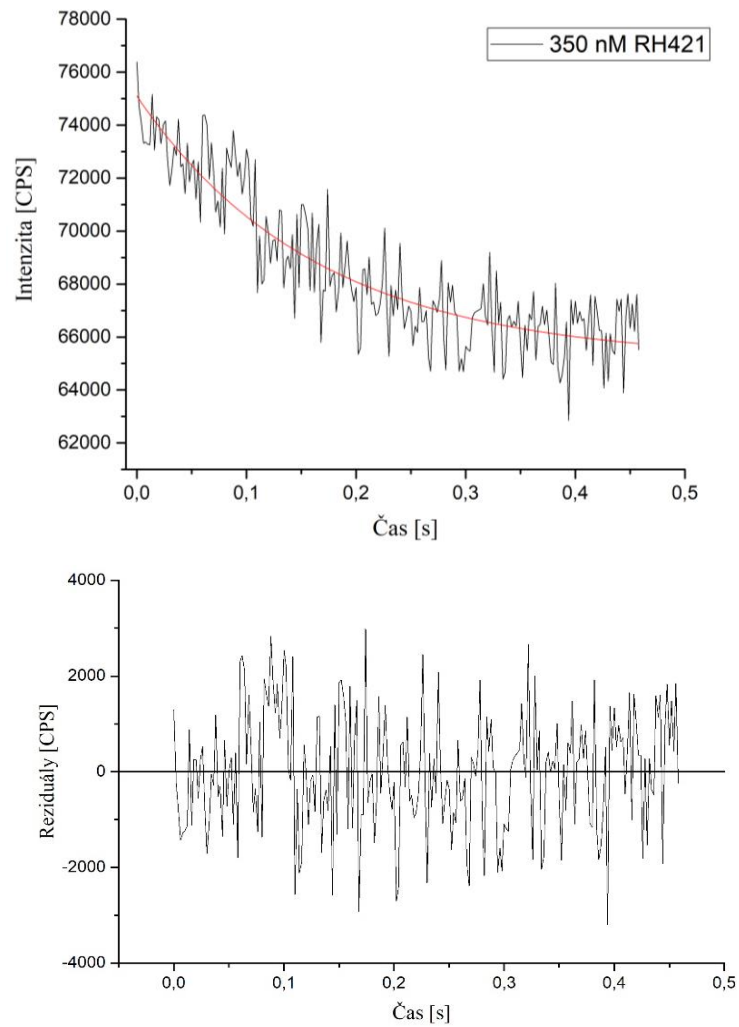 78000
76000
74000
72000
70000
68000
66000
64000
62000
Intenzita [CPS]
350 nM RH421
0,0 0,1 0,2 0,3 0,4 0,5
Čas [s]
4000
2000
0
-2000
-4000
Reziduály [CPS]
0,0 0,1 0,2 0,3 0,4 0,5
Čas [s]